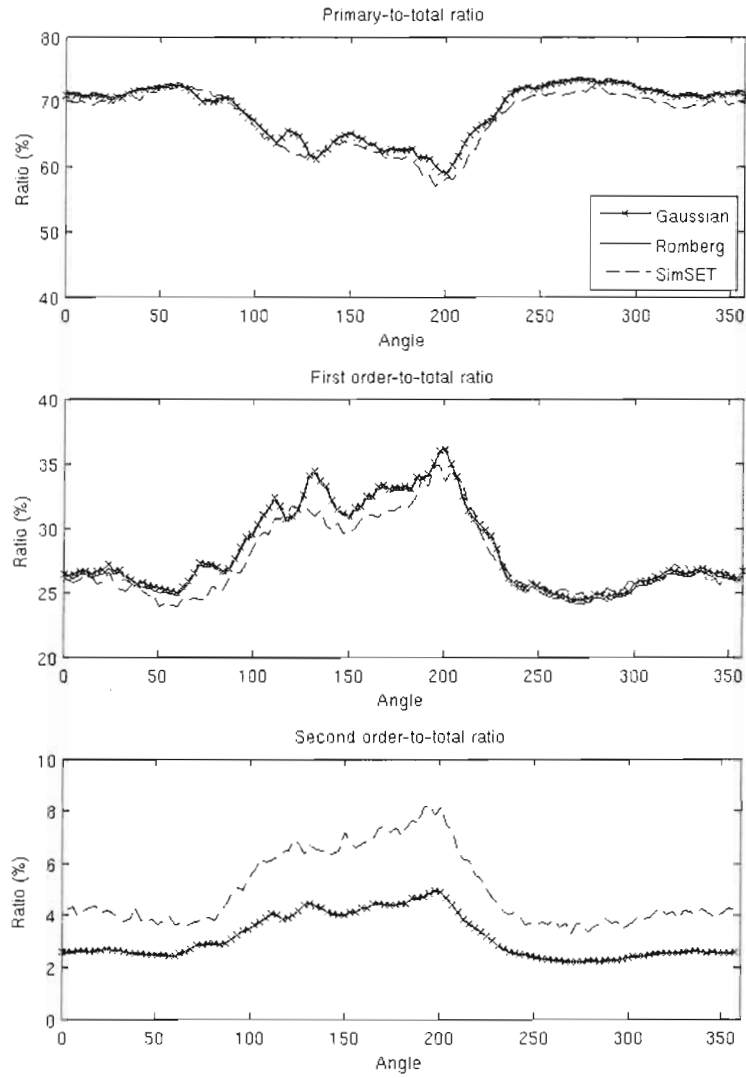 Primary-to-total ratio
80
70
60
50
40
Ratio (%)
Gaussian
Romberg
SimSET
0 50 100 150 200 250 300 350
Angle
First order-to-total ratio
40
35
30
25
20
Ratio (%)
0 50 100 150 200 250 300 350
Angle
Second order-to-total ratio
10
8
6
4
2
0
Ratio (%)
0 50 100 150 200 250 300 350
Angle